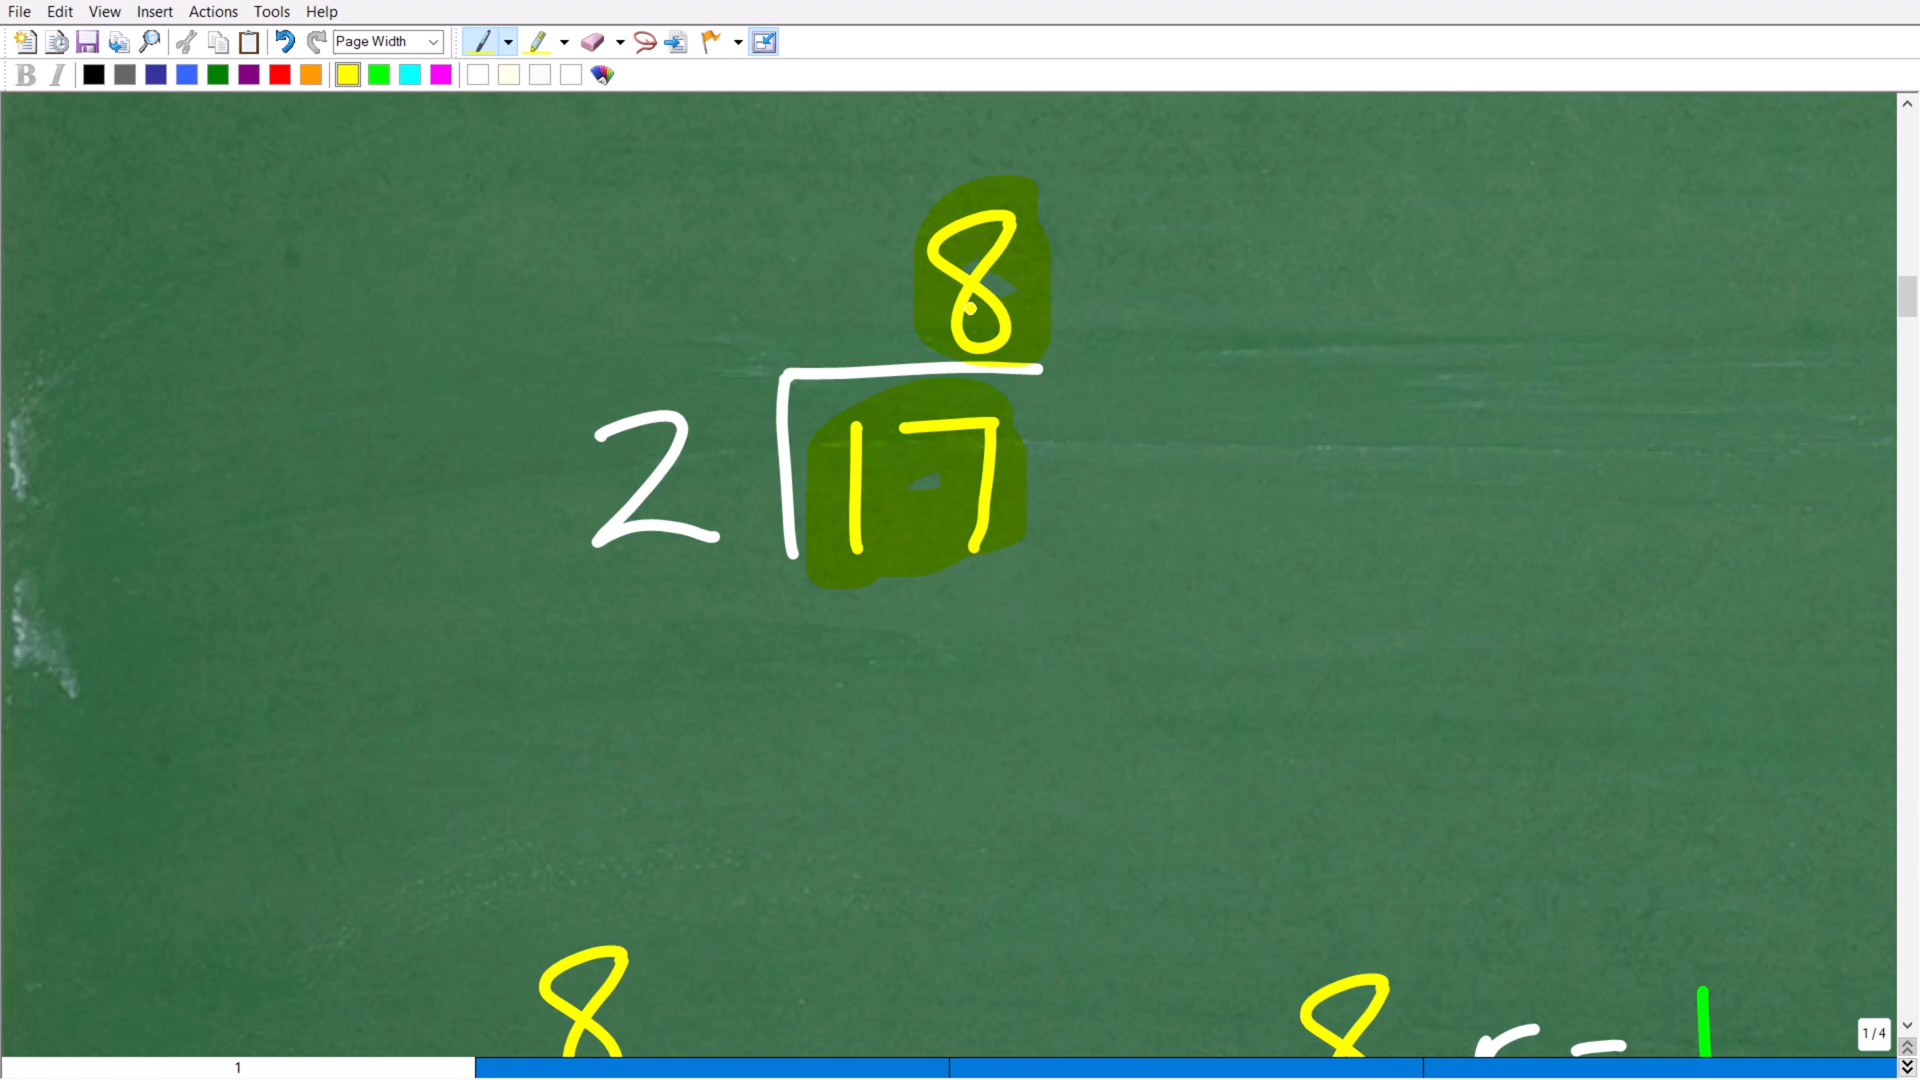 File Edit View Insert Actions Tools Help
Page Width
B I
8
2 17
8 8 r = 1
1 / 4
1